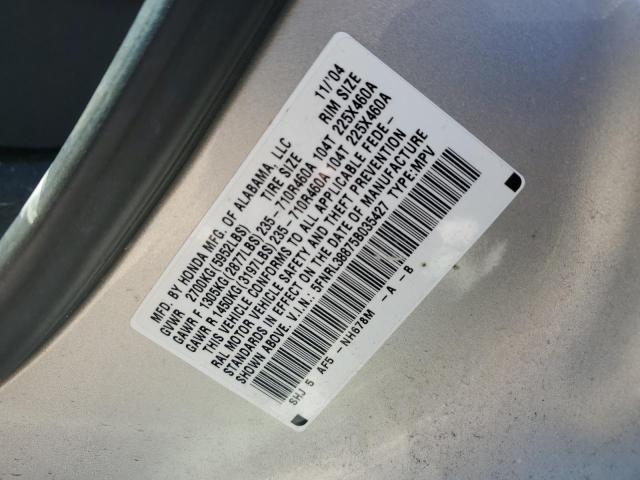 MFD. BY HONDA MFG. OF ALABAMA, LLC 11/'04
GVWR 2700KG(5952LBS) TIRE SIZE RIM SIZE
GAWR F 1305KG(2877LBS) 235-710R460A 104T 225X460A
GAWR R 1450KG(3197LBS) 235-710R460A 104T 225X460A
THIS VEHICLE CONFORMS TO ALL APPLICABLE FEDE-
RAL MOTOR VEHICLE SAFETY AND THEFT PREVENTION
STANDARDS IN EFFECT ON THE DATE OF MANUFACTURE
SHOWN ABOVE. V.I.N.: 5FNRL38875B035427 TYPE: MPV
SHJ 5 AF5 -NH678M -A -B